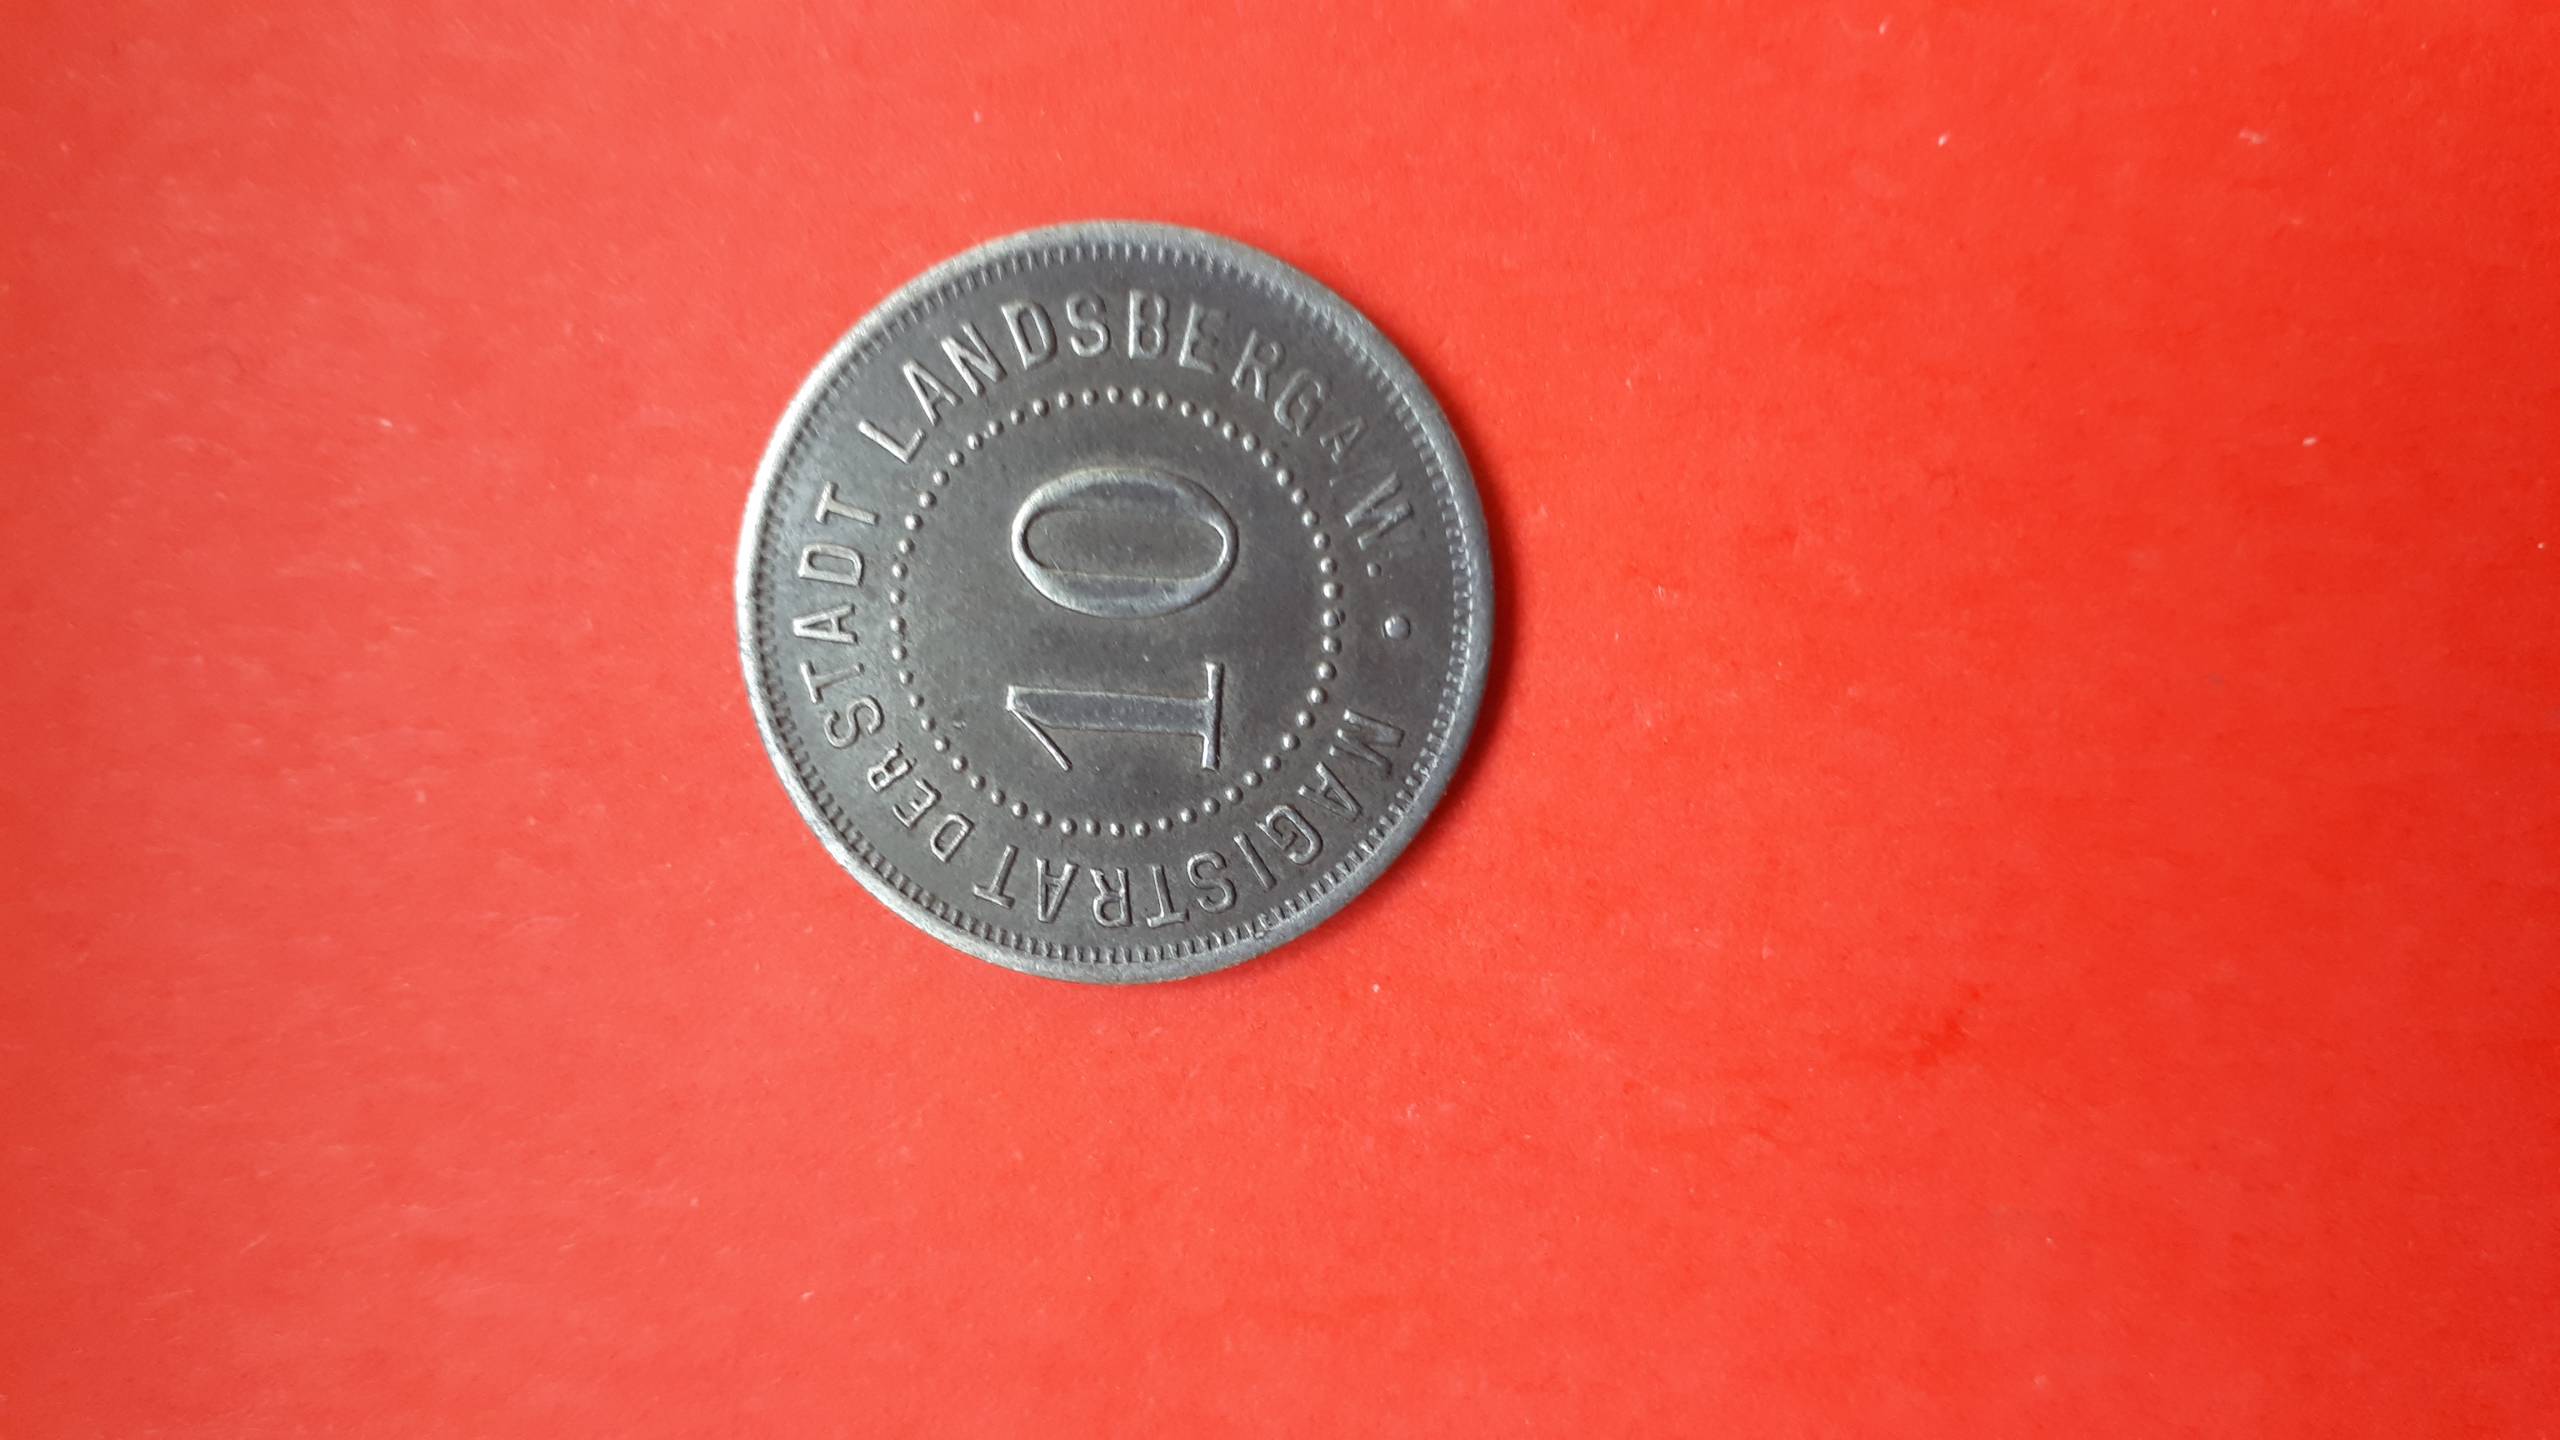 MAGISTRAT DER STADT LANDSBERG A/W. •
10